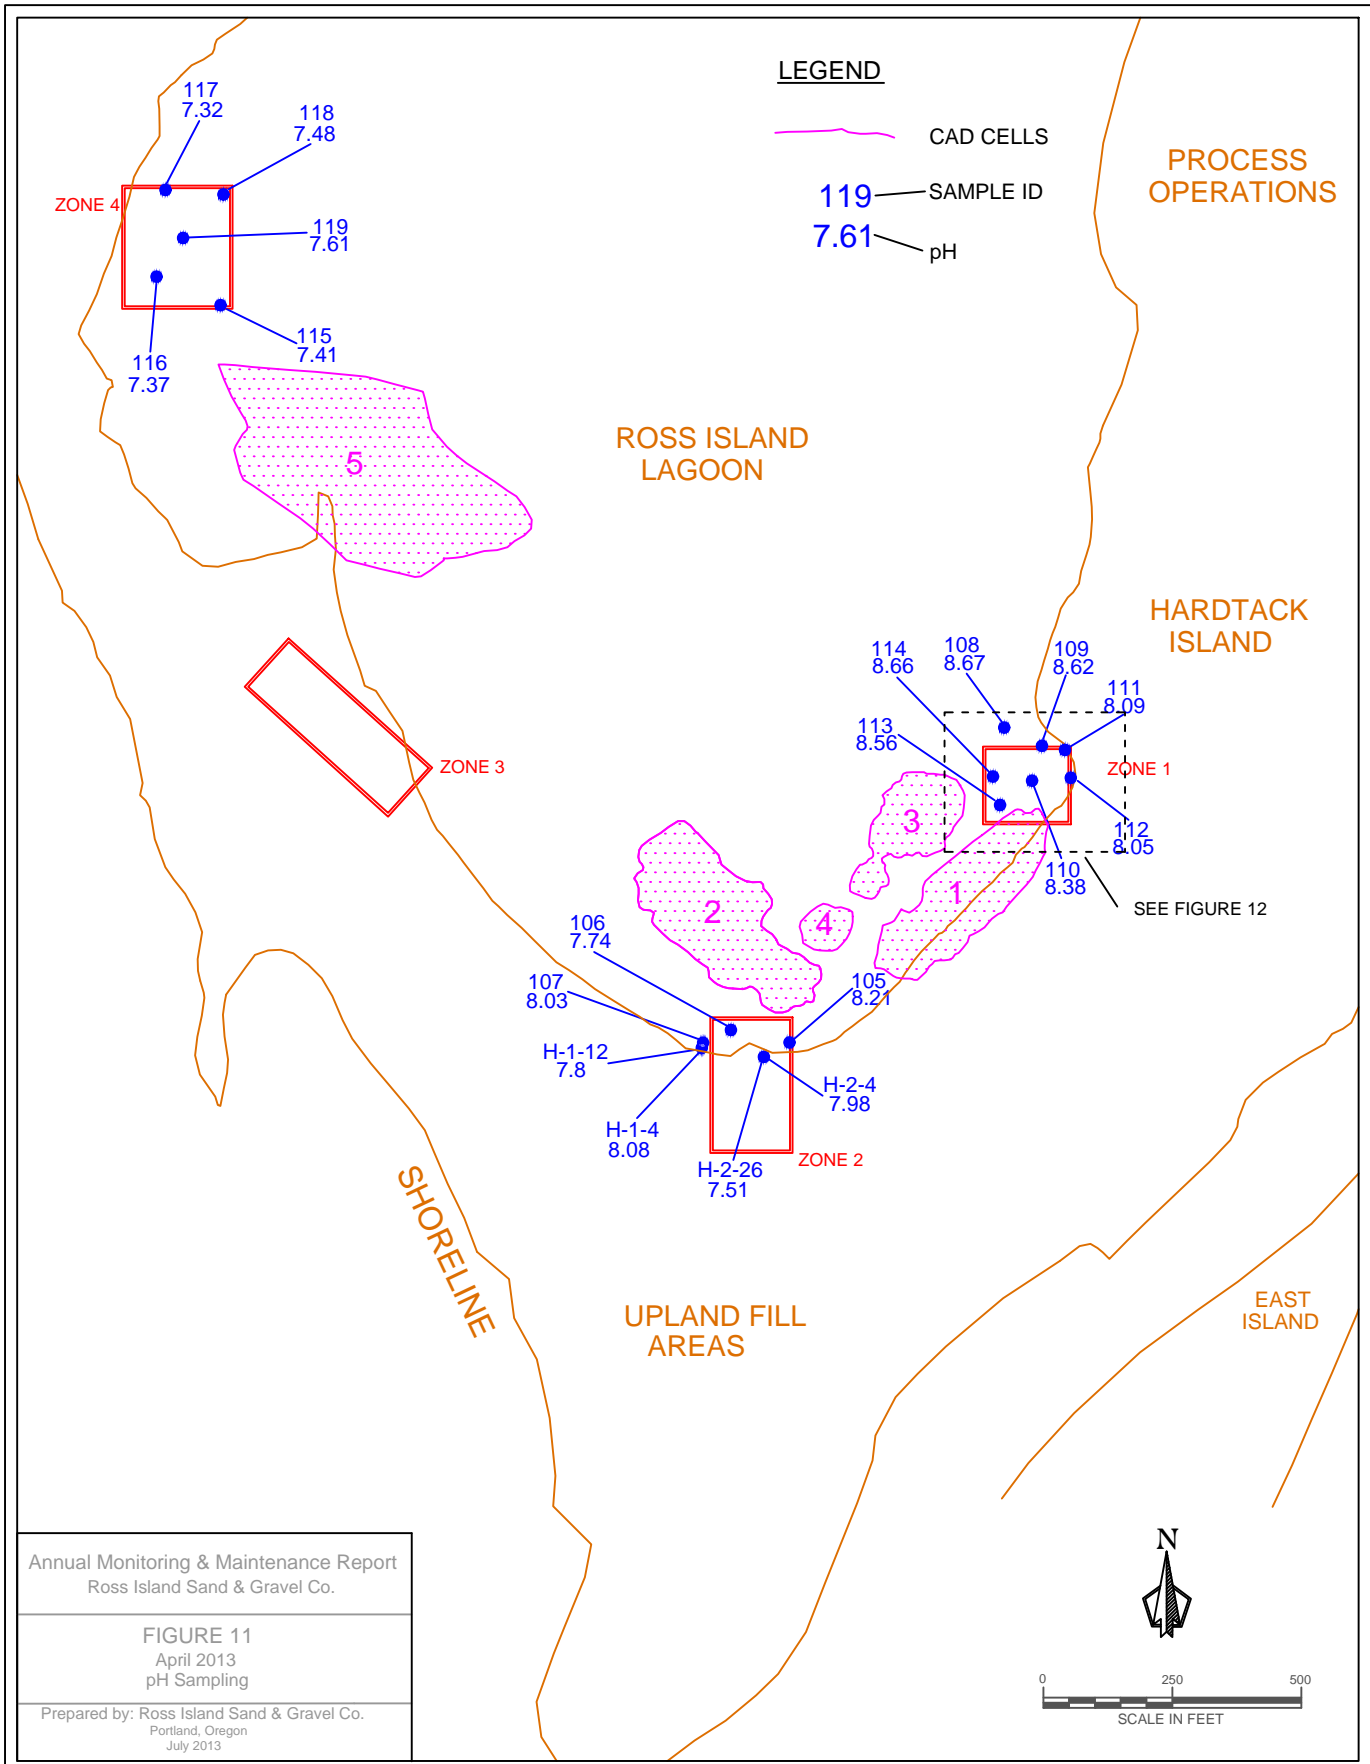 LEGEND
CAD CELLS
119
SAMPLE ID
7.61
pH
PROCESS
OPERATIONS
117
7.32
118
7.48
ZONE 4
119
7.61
115
7.41
116
7.37
5
ROSS ISLAND
LAGOON
HARDTACK
ISLAND
114
8.66
108
8.67
109
8.62
111
8.09
113
8.56
ZONE 1
ZONE 3
112
8.05
110
8.38
SEE FIGURE 12
3
1
2
4
106
7.74
107
8.03
105
8.21
H-1-12
7.8
H-2-4
7.98
H-1-4
8.08
H-2-26
7.51
ZONE 2
SHORELINE
UPLAND FILL
AREAS
EAST
ISLAND
Annual Monitoring & Maintenance Report
Ross Island Sand & Gravel Co.
FIGURE 11
April 2013
pH Sampling
Prepared by: Ross Island Sand & Gravel Co.
Portland, Oregon
July 2013
N
0 250 500
SCALE IN FEET